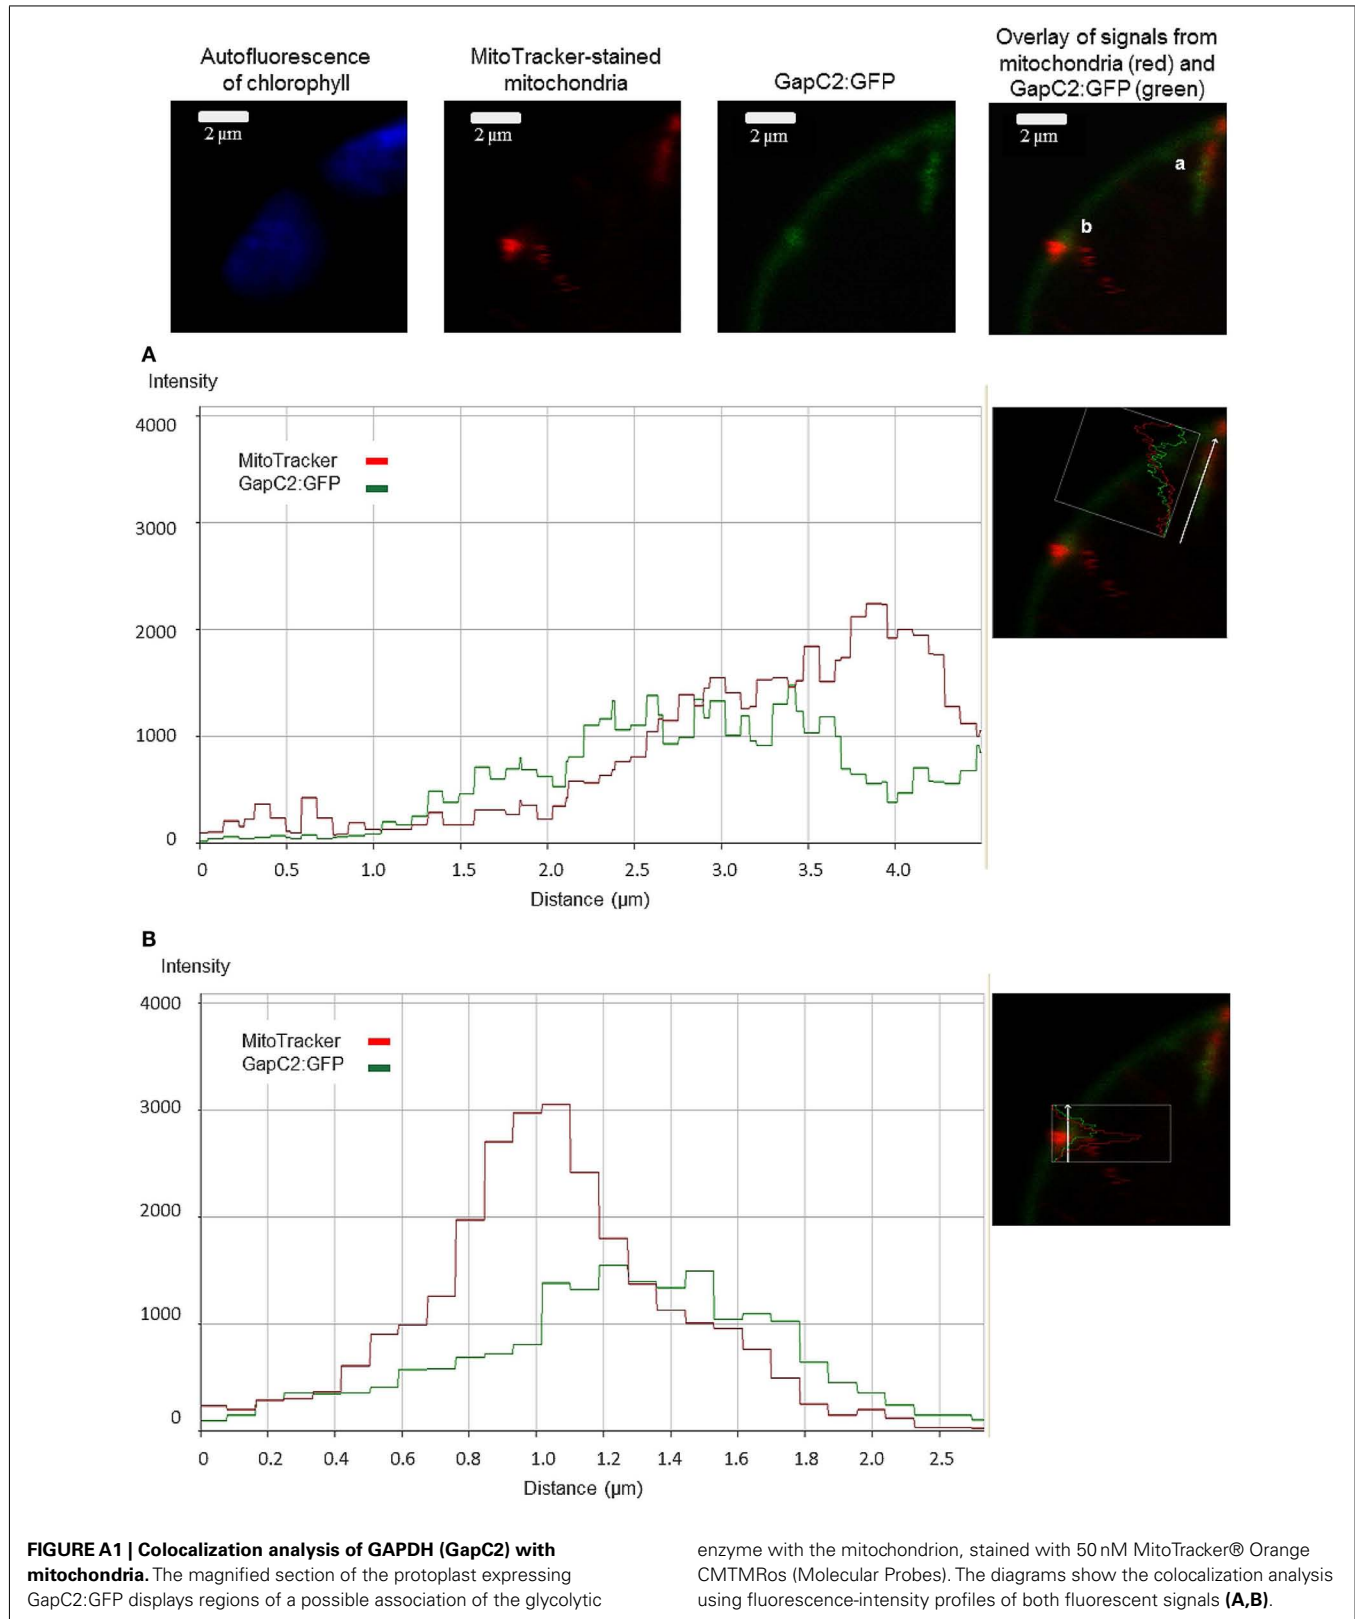 Autofluorescence
of chlorophyll
MitoTracker-stained
mitochondria
GapC2:GFP
Overlay of signals from
mitochondria (red) and
GapC2:GFP (green)
2 µm
2 µm
2 µm
2 µm
a
b
A
Intensity
4000
3000
2000
1000
0
MitoTracker
GapC2:GFP
0 0.5 1.0 1.5 2.0 2.5 3.0 3.5 4.0
Distance (µm)
B
Intensity
4000
3000
2000
1000
0
MitoTracker
GapC2:GFP
0 0.2 0.4 0.6 0.8 1.0 1.2 1.4 1.6 1.8 2.0 2.5
Distance (µm)
FIGURE A1 | Colocalization analysis of GAPDH (GapC2) with
mitochondria. The magnified section of the protoplast expressing
GapC2:GFP displays regions of a possible association of the glycolytic
enzyme with the mitochondrion, stained with 50 nM MitoTracker® Orange
CMTMRos (Molecular Probes). The diagrams show the colocalization analysis
using fluorescence-intensity profiles of both fluorescent signals (A,B).